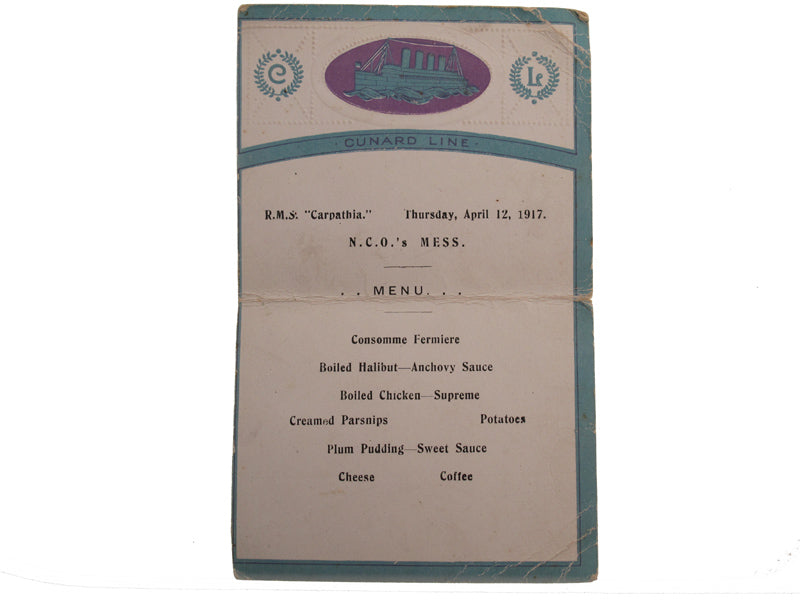 C L
· CUNARD LINE ·
R.M.S. "Carpathia." Thursday, April 12, 1917.
N.C.O.'s MESS.
. . MENU. . .
Consomme Fermiere
Boiled Halibut—Anchovy Sauce
Boiled Chicken—Supreme
Creamed Parsnips Potatoes
Plum Pudding—Sweet Sauce
Cheese Coffee